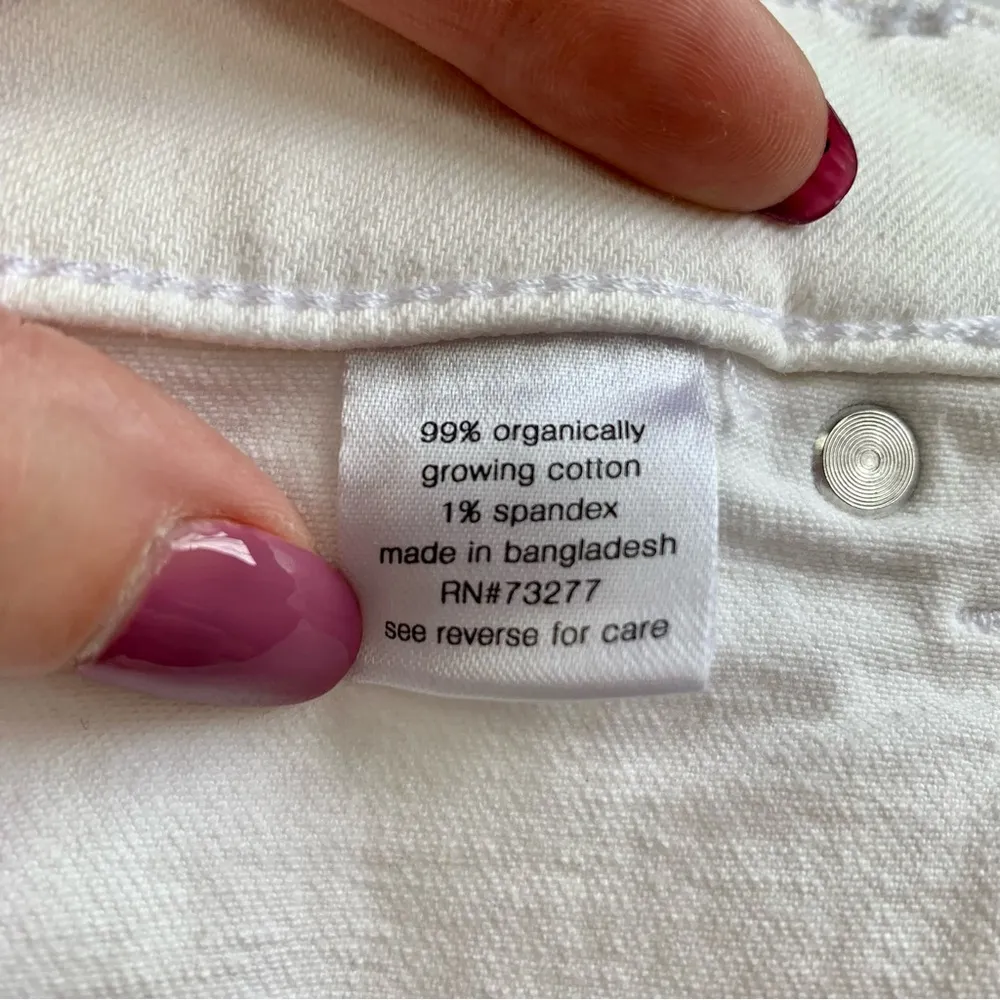 99% organically
growing cotton
1% spandex
made in bangladesh
RN#73277
see reverse for care